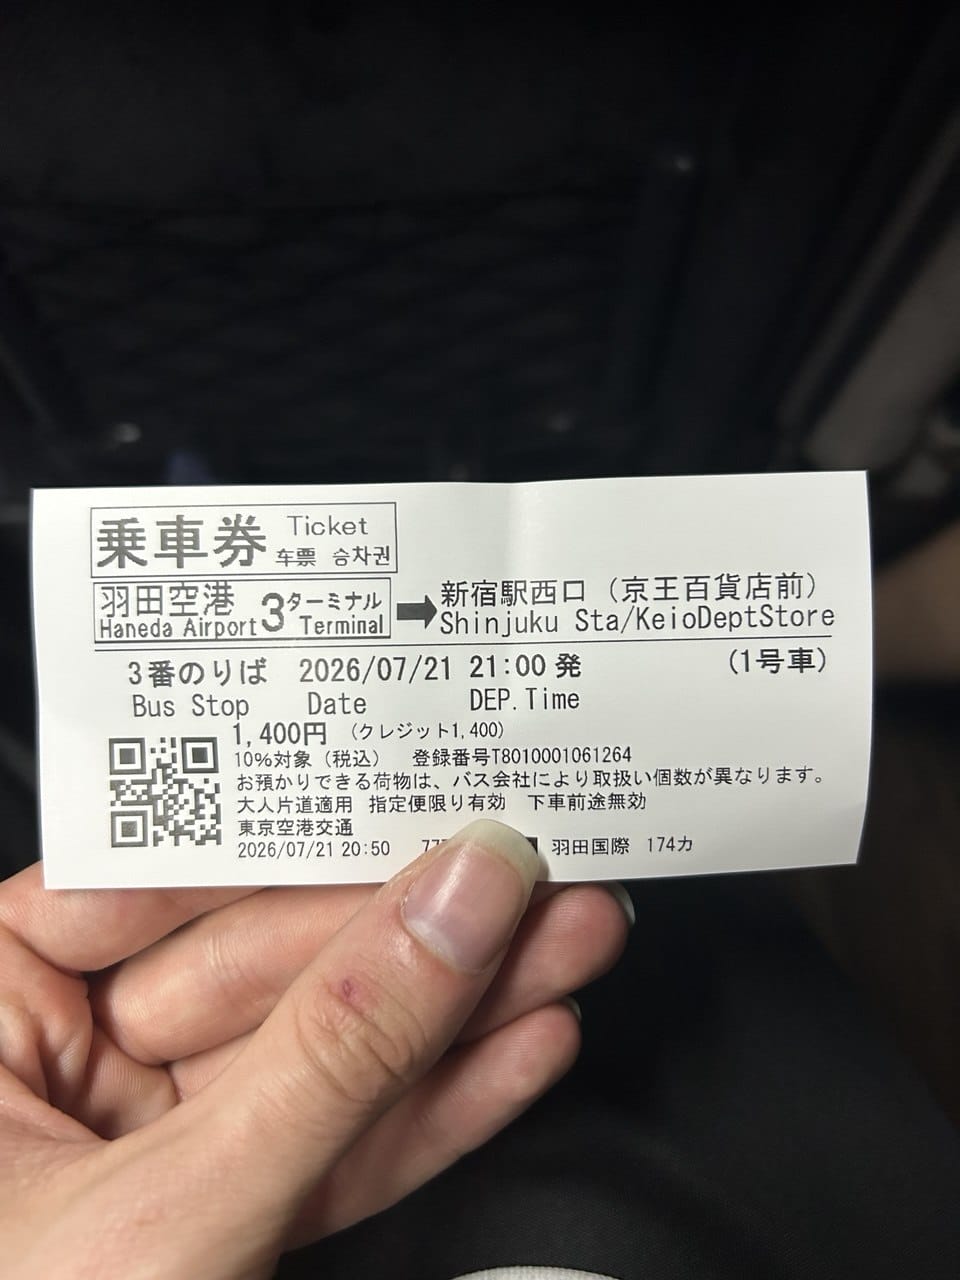 乗車券 Ticket
车票 승차권
羽田空港 3 ターミナル
Haneda Airport Terminal
新宿駅西口（京王百貨店前）
Shinjuku Sta/KeioDeptStore
3番のりば 2026/07/21 21:00 発 （1号車）
Bus Stop Date DEP.Time
1,400円 （クレジット1,400）
10%対象（税込） 登録番号T8010001061264
お預かりできる荷物は、バス会社により取扱い個数が異なります。
大人片道適用 指定便限り有効 下車前途無効
東京空港交通
2026/07/21 20:50 羽田国際 174カ